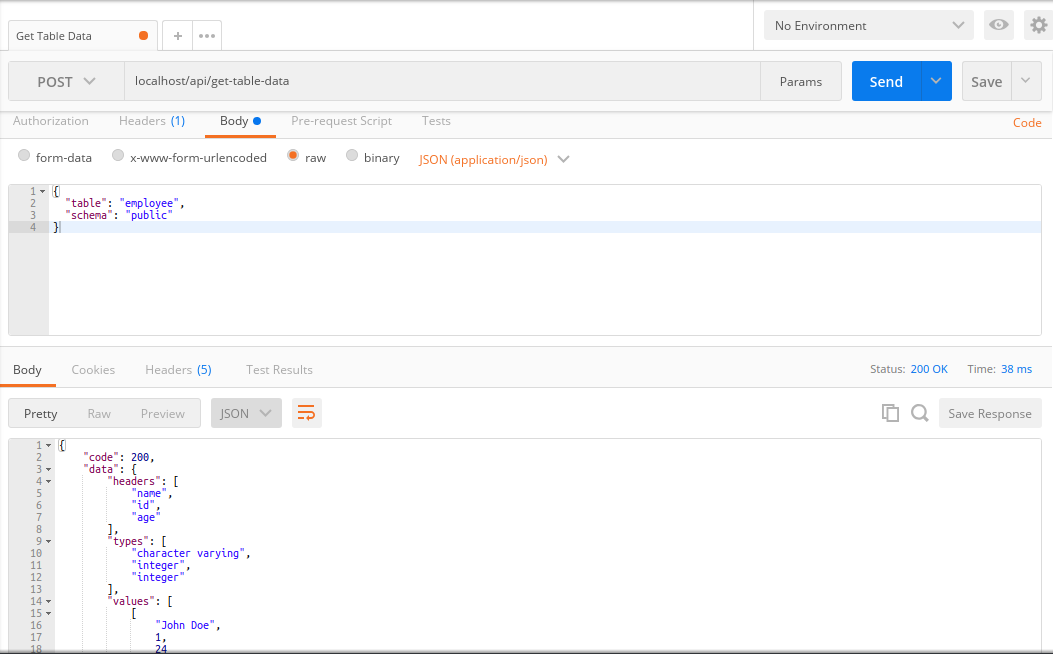 Get Table Data + ••• No Environment
POST localhost/api/get-table-data Params Send Save
Authorization Headers (1) Body Pre-request Script Tests Code
form-data x-www-form-urlencoded raw binary JSON (application/json)
1 {
2 "table": "employee",
3 "schema": "public"
4 }
Body Cookies Headers (5) Test Results Status: 200 OK Time: 38 ms
Pretty Raw Preview JSON Save Response
1 {
2 "code": 200,
3 "data": {
4 "headers": [
5 "name",
6 "id",
7 "age"
8 ],
9 "types": [
10 "character varying",
11 "integer",
12 "integer"
13 ],
14 "values": [
15 [
16 "John Doe",
17 1,
18 24